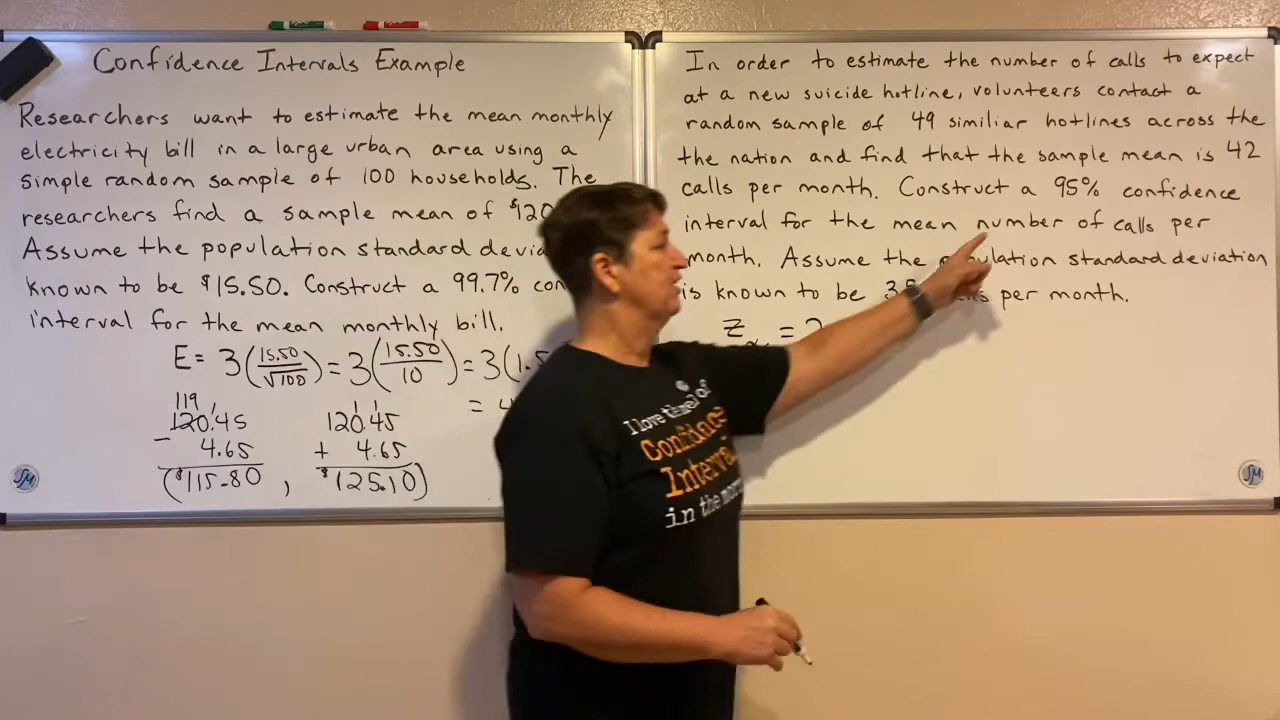 Confidence Intervals Example
Researchers want to estimate the mean monthly
electricity bill in a large urban area using a
simple random sample of 100 households. The
researchers find a sample mean of $120
Assume the population standard
known to be $15.50. Construct a 99.7%
interval for the mean monthly bill.
E = 3(15.50/√100) = 3(15.50/10) = 3(1.5
=
119
120.45
- 4.65
($115.80 ,
120.45
+ 4.65
$125.10)
In order to estimate the number of calls to expect
at a new suicide hotline, volunteers contact a
random sample of 49 similiar hotlines across the
the nation and find that the sample mean is 42
calls per month. Construct a 95% confidence
interval for the mean number of calls per
month. Assume the standard deviation
is known to be per month.
Z = 2
I love of
Confidence
in the
SM
SM